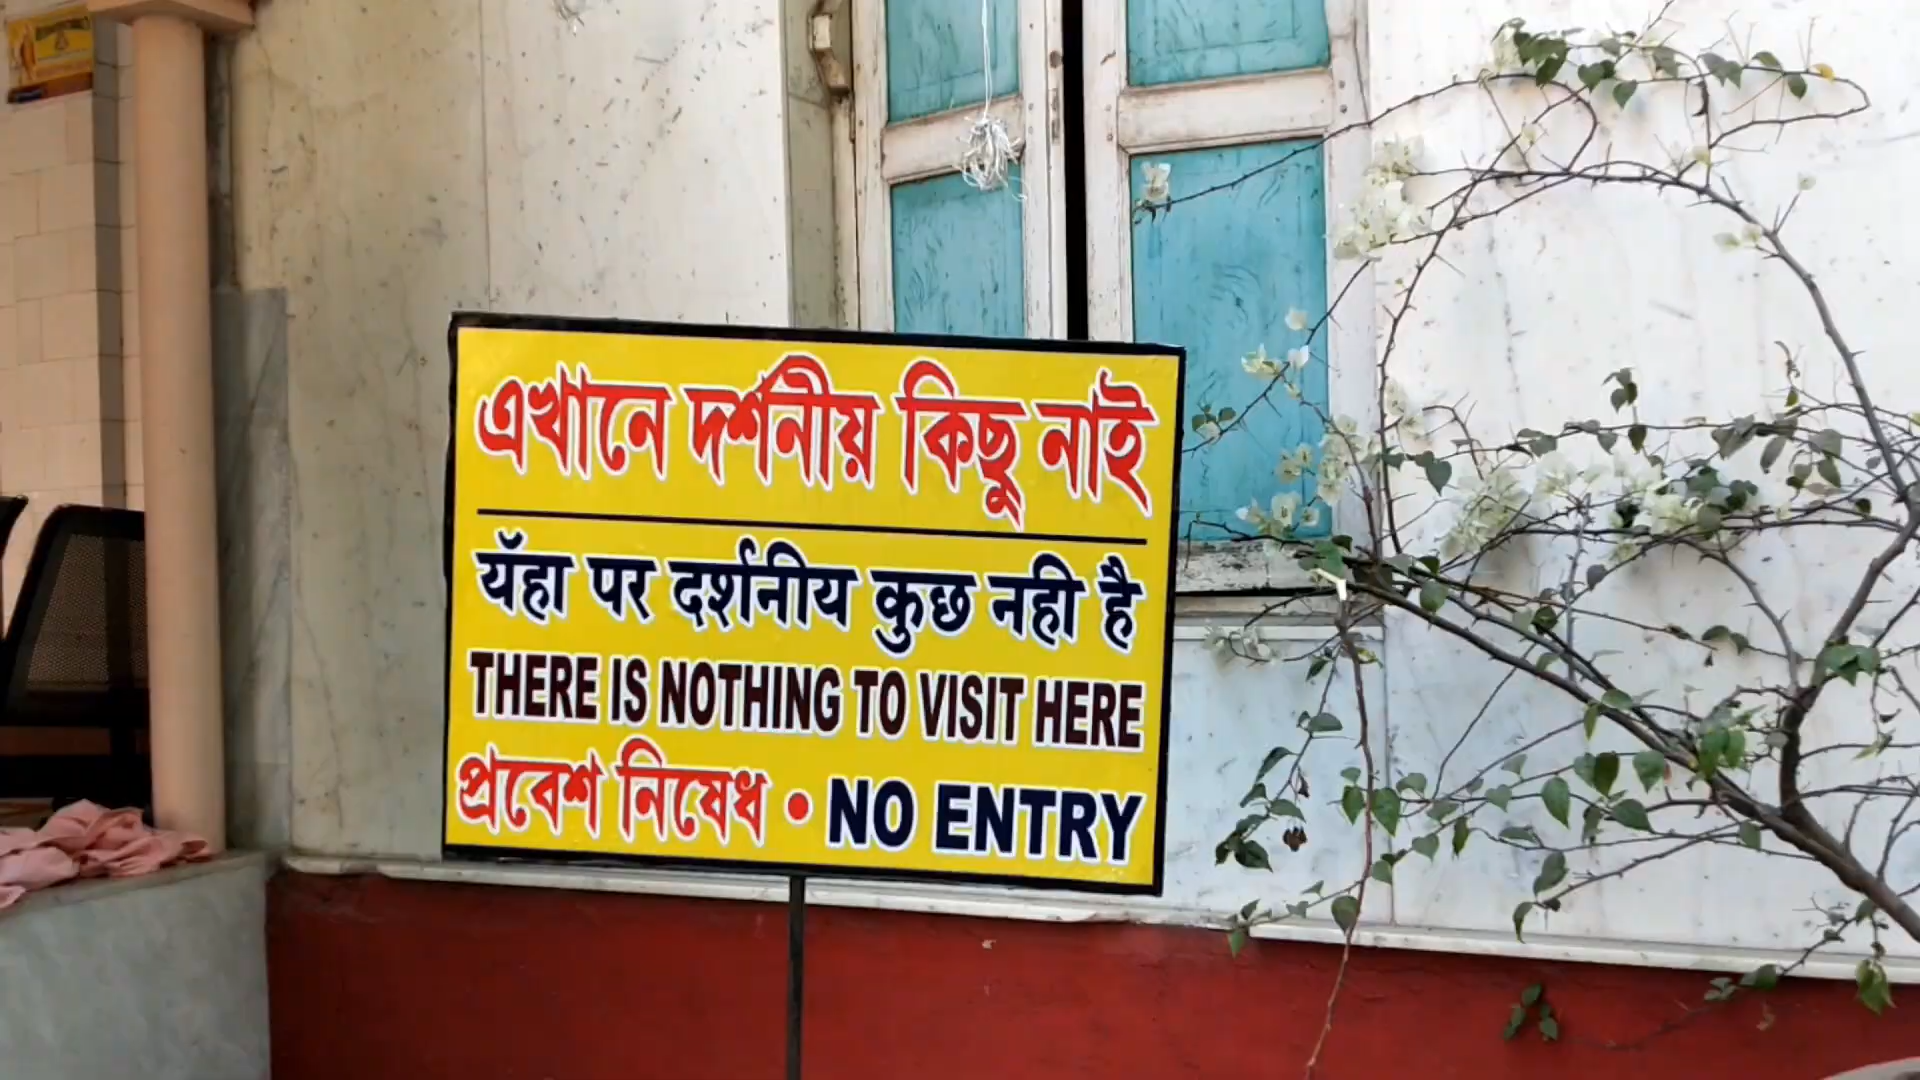 এখানে দর্শনীয় কিছু নাই
यॅहा पर दर्शनीय कुछ नही है
THERE IS NOTHING TO VISIT HERE
প্রবেশ নিষেধ • NO ENTRY